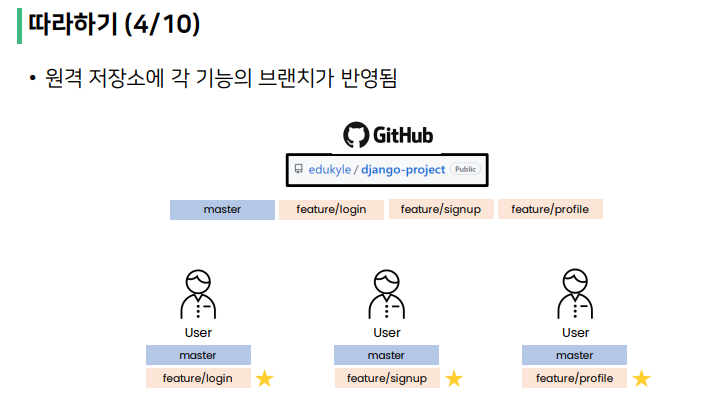 따라하기 (4/10)
• 원격 저장소에 각 기능의 브랜치가 반영됨
GitHub
edukyle / django-project Public
master feature/login feature/signup feature/profile
User User User
master master master
feature/login feature/signup feature/profile